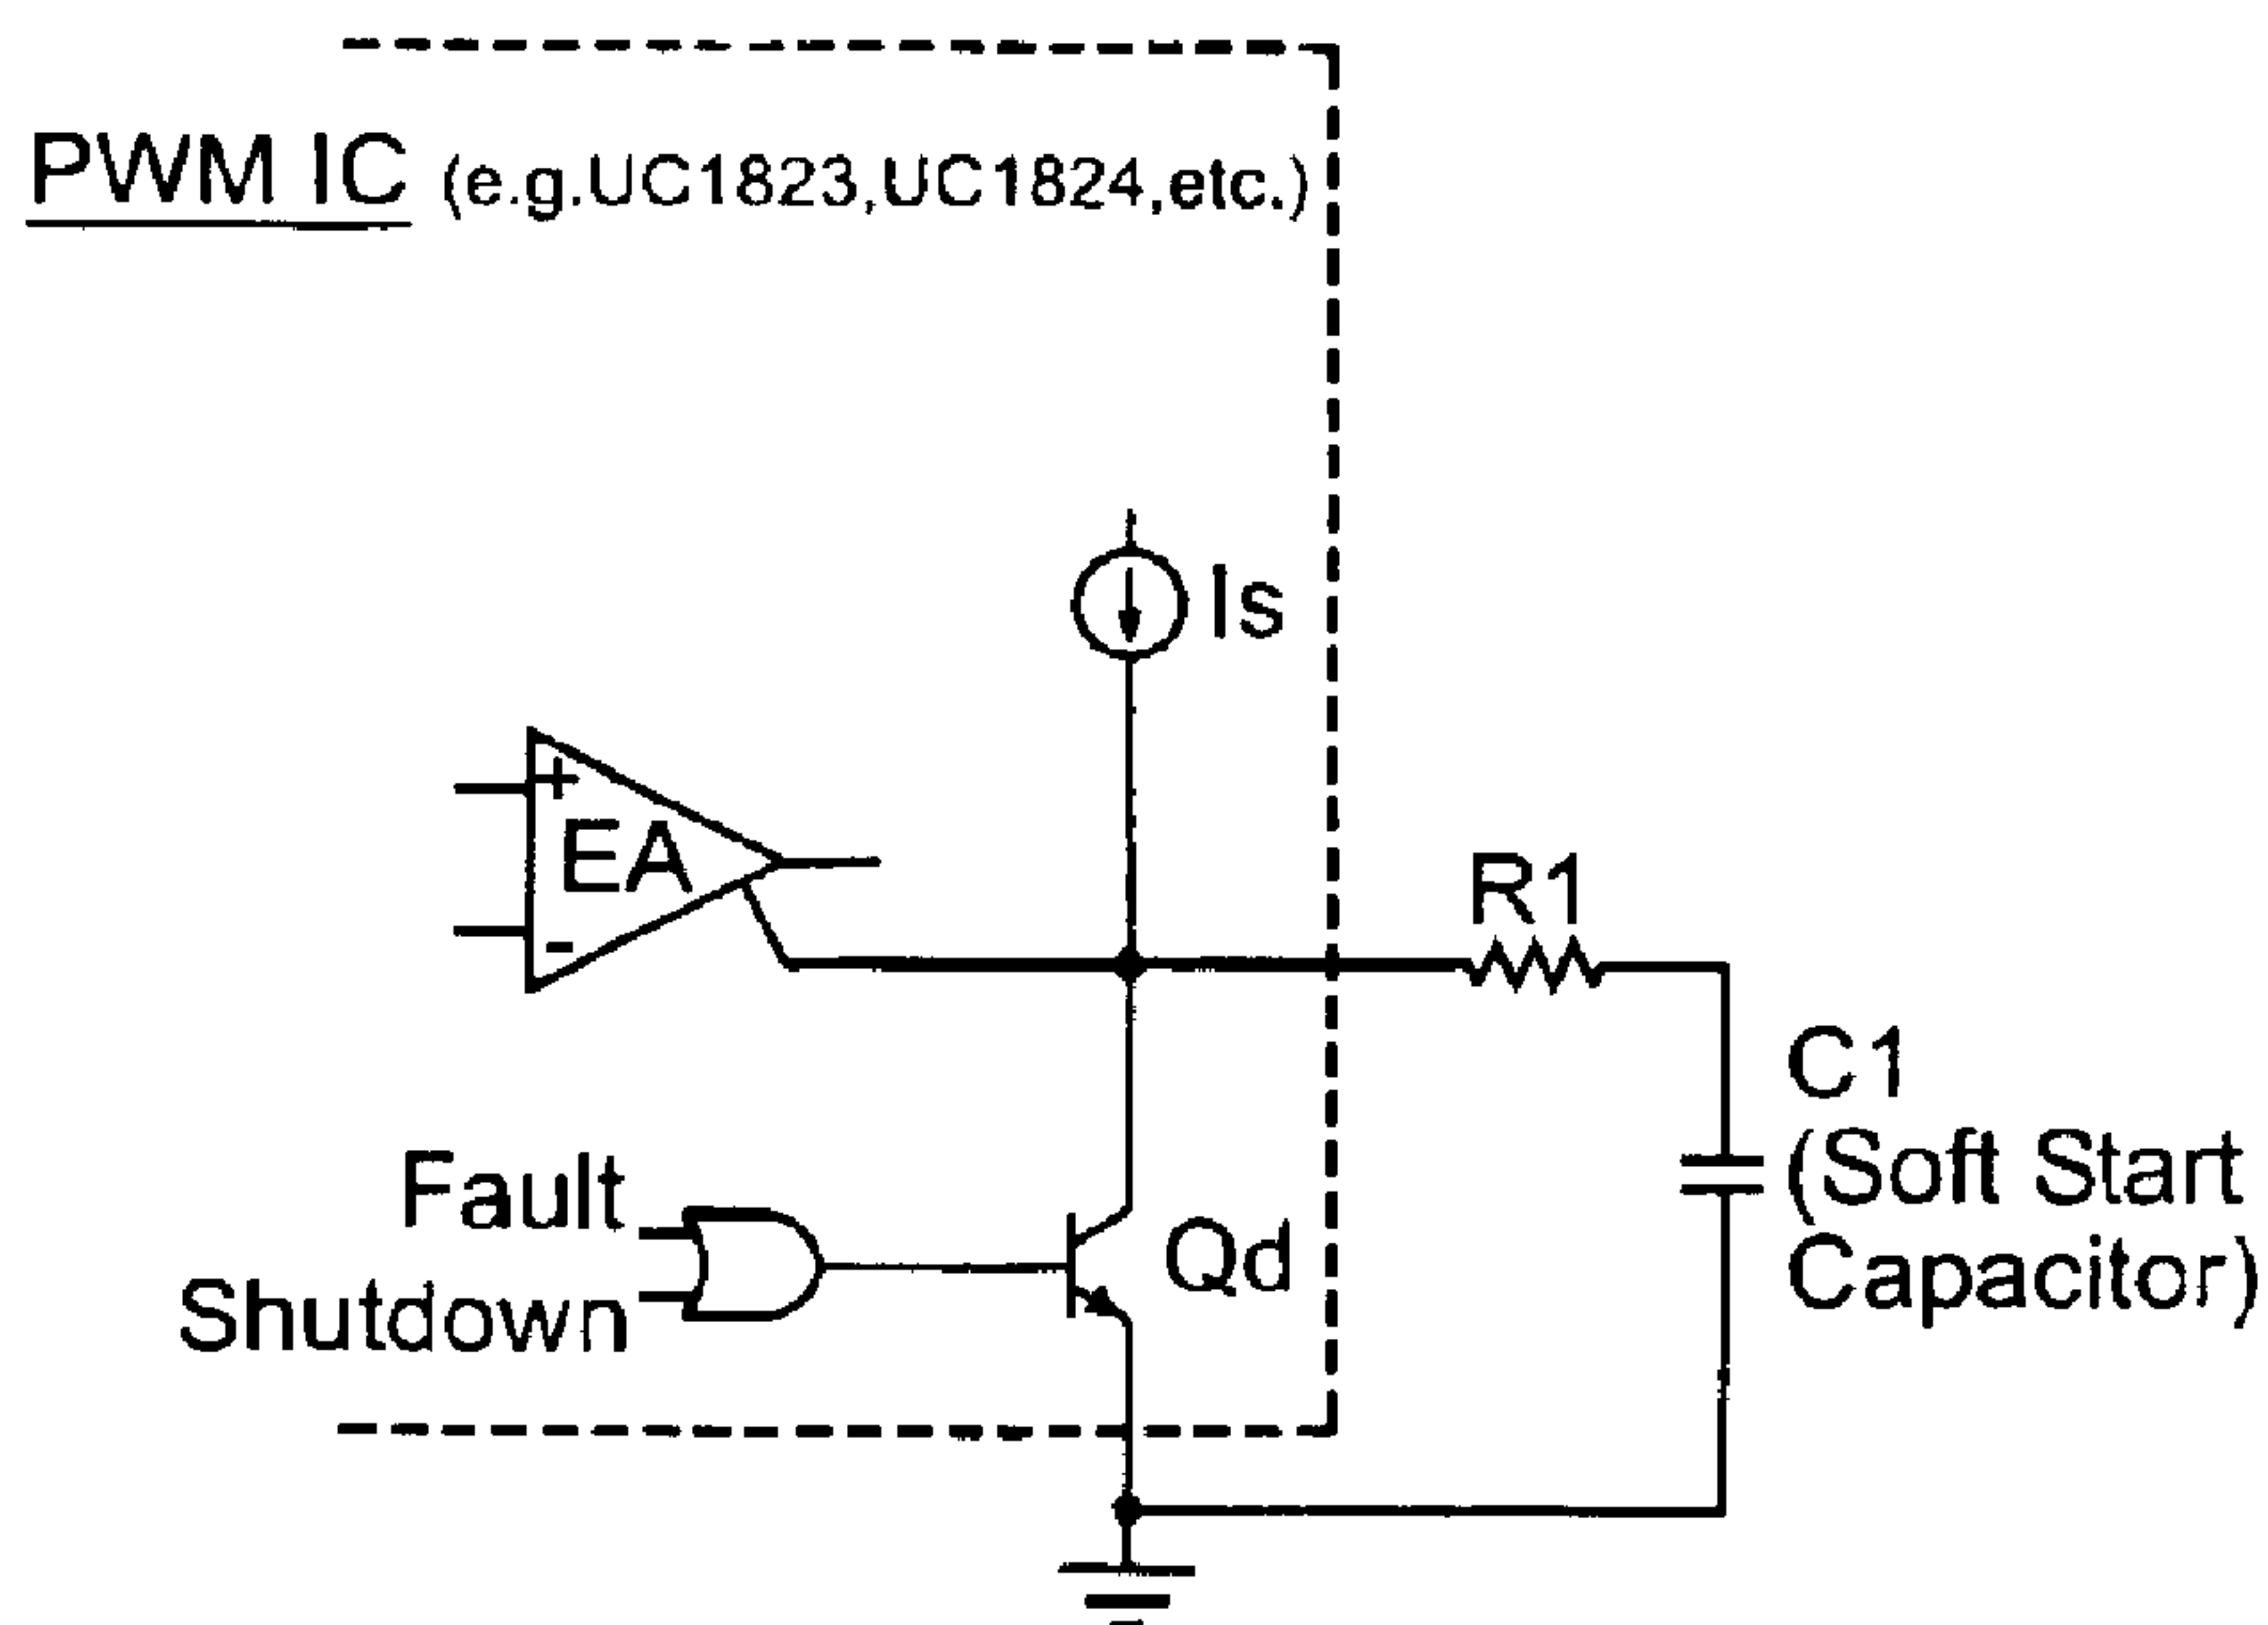 PWM IC (e.g.UC1823,UC1824,etc.)
Is
+
EA
-
R1
C1
(Soft Start
Capacitor)
Fault
Shutdown
Qd